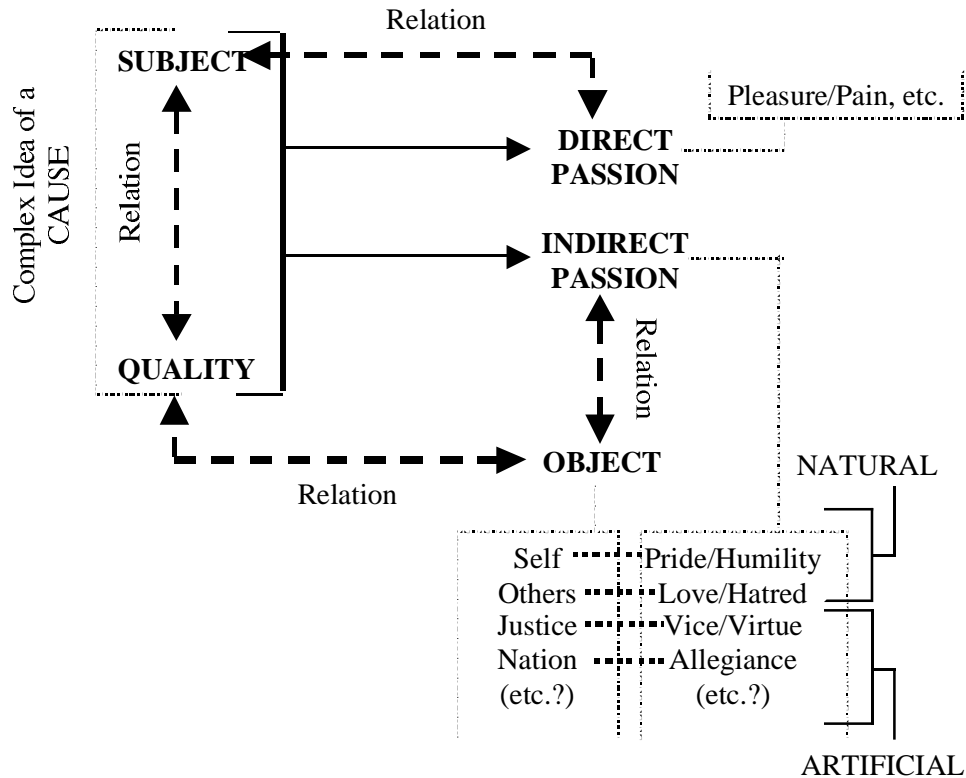 Relation
SUBJECT
Pleasure/Pain, etc.
DIRECT
PASSION
Complex Idea of a
CAUSE
Relation
INDIRECT
PASSION
Relation
QUALITY
OBJECT
Relation
NATURAL
Self
Pride/Humility
Others
Love/Hatred
Justice
Vice/Virtue
Nation
Allegiance
(etc.?)
(etc.?)
ARTIFICIAL